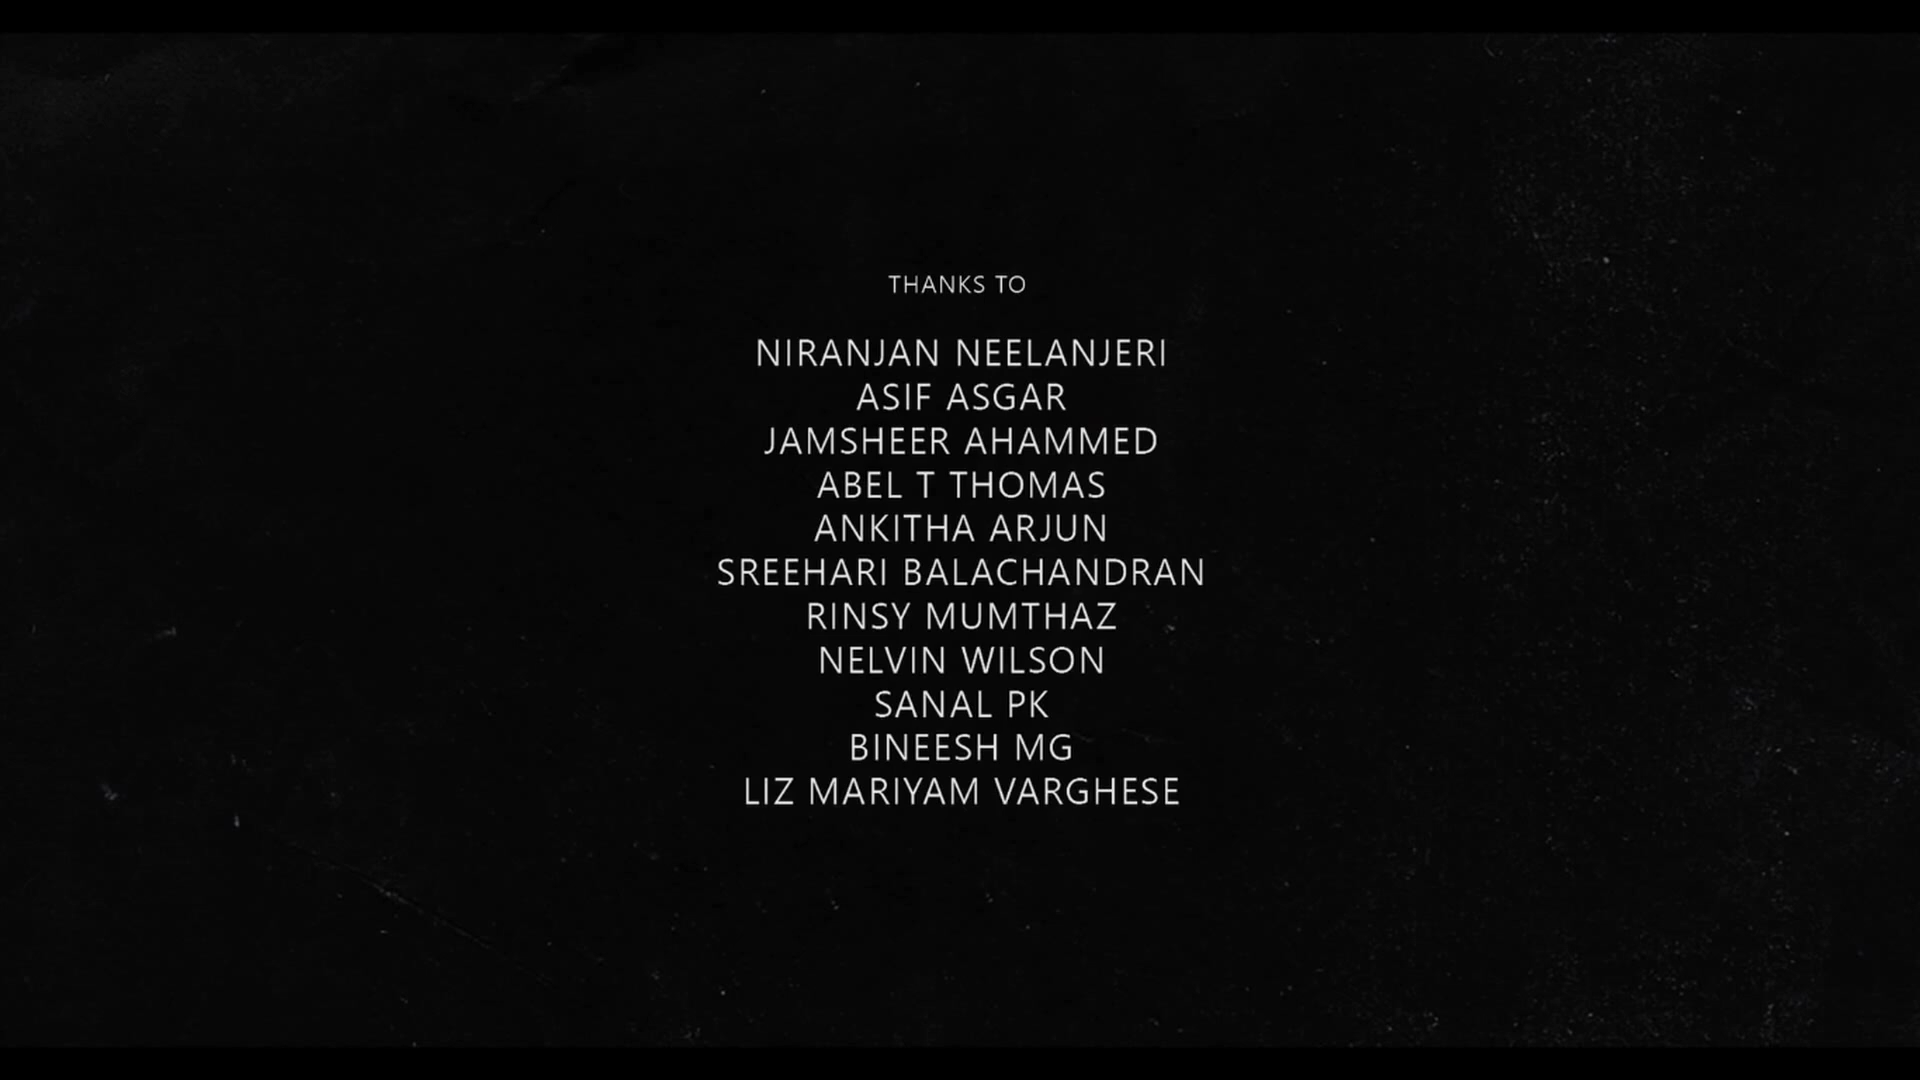 THANKS TO
NIRANJAN NEELANJERI
ASIF ASGAR
JAMSHEER AHAMMED
ABEL T THOMAS
ANKITHA ARJUN
SREEHARI BALACHANDRAN
RINSY MUMTHAZ
NELVIN WILSON
SANAL PK
BINEESH MG
LIZ MARIYAM VARGHESE